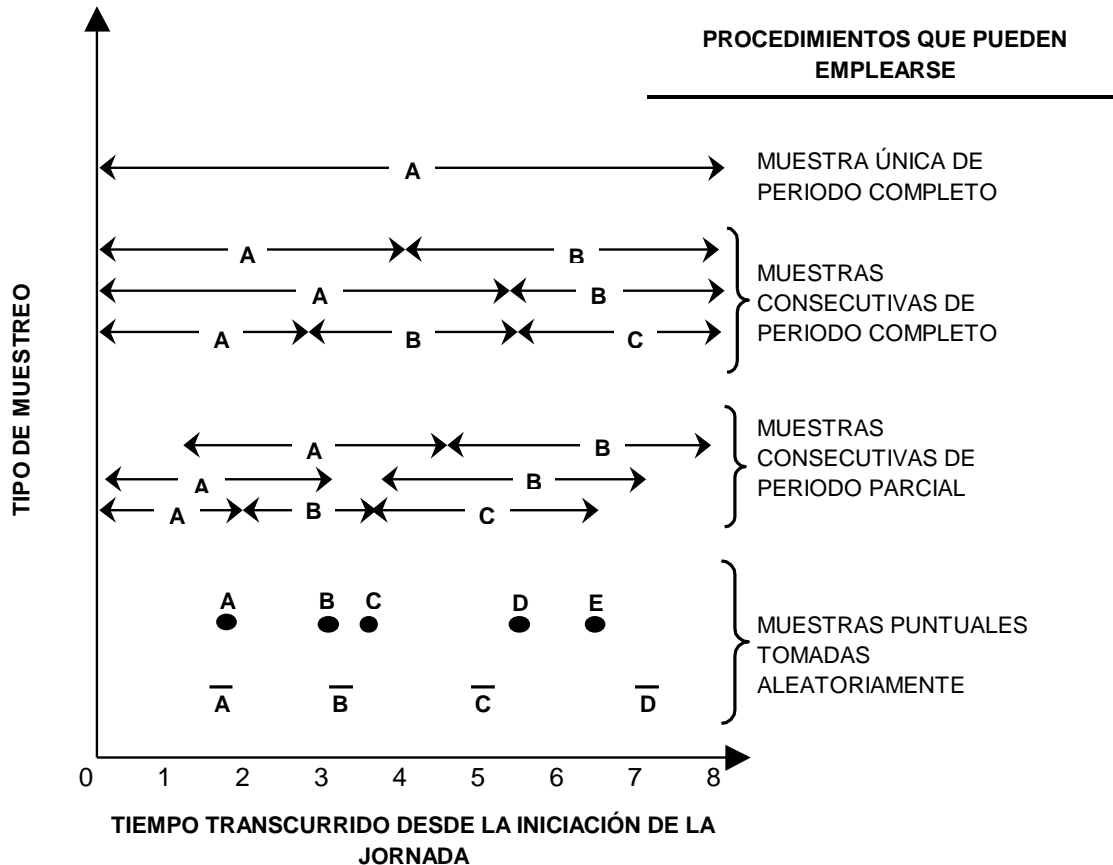 PROCEDIMIENTOS QUE PUEDEN
EMPLEARSE
A
MUESTRA ÚNICA DE
PERIODO COMPLETO
A B
A B
A B C
MUESTRAS
CONSECUTIVAS DE
PERIODO COMPLETO
A B
A B
A B C
MUESTRAS
CONSECUTIVAS DE
PERIODO PARCIAL
A B C D E
A B C D
MUESTRAS PUNTUALES
TOMADAS
ALEATORIAMENTE
TIPO DE MUESTREO
0 1 2 3 4 5 6 7 8
TIEMPO TRANSCURRIDO DESDE LA INICIACIÓN DE LA
JORNADA